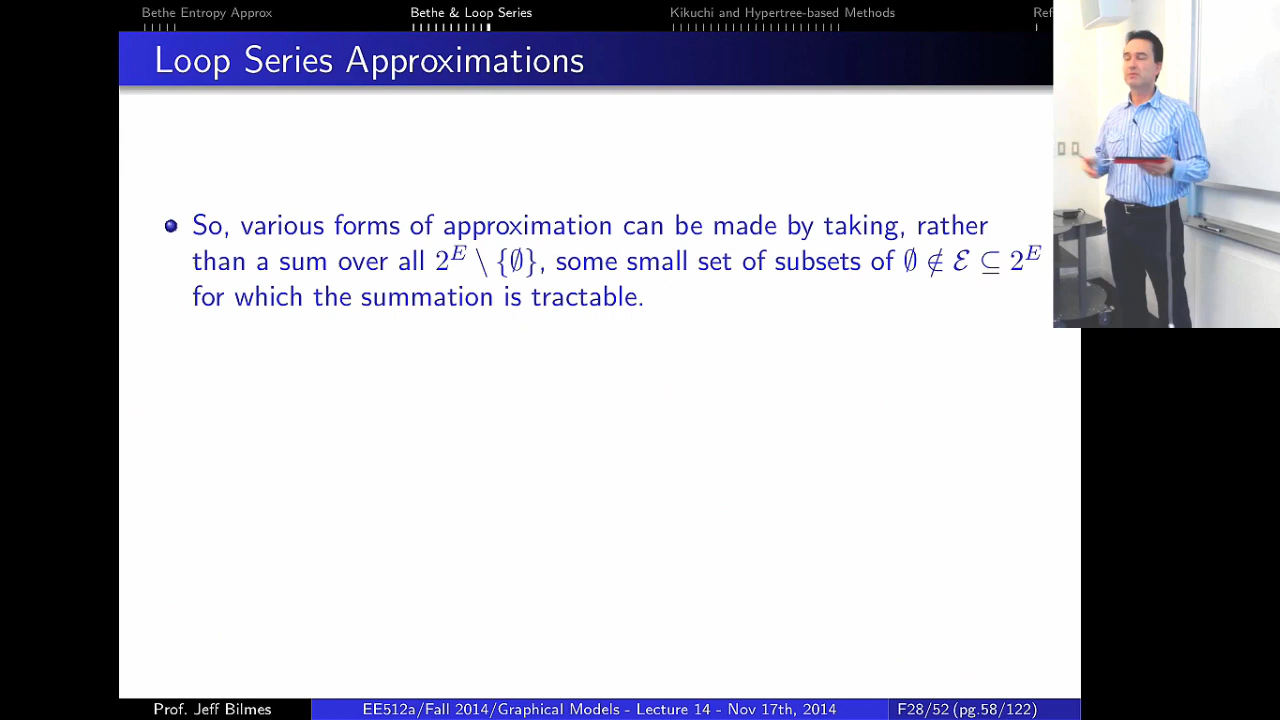 Bethe Entropy Approx Bethe & Loop Series Kikuchi and Hypertree-based Methods Ref
Loop Series Approximations
So, various forms of approximation can be made by taking, rather
than a sum over all 2^E \ {∅}, some small set of subsets of ∅ ∉ ℰ ⊆ 2^E
for which the summation is tractable.
Prof. Jeff Bilmes EE512a/Fall 2014/Graphical Models - Lecture 14 - Nov 17th, 2014 F28/52 (pg.58/122)